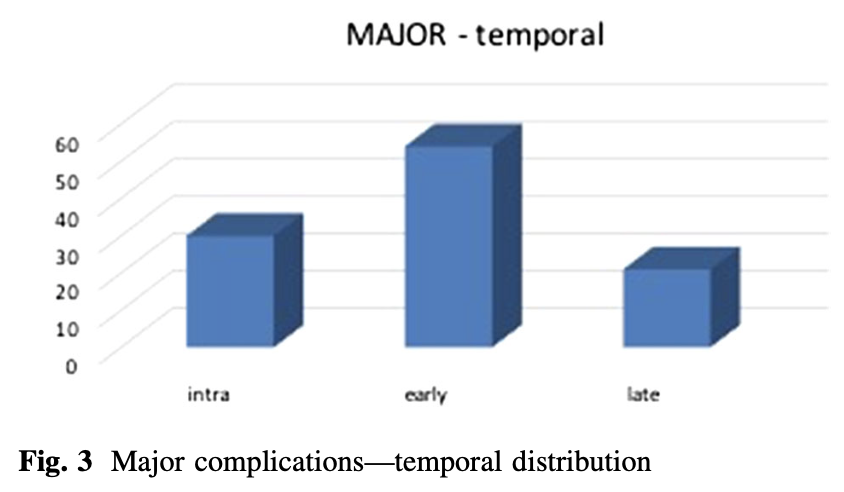 MAJOR - temporal
60
50
40
30
20
10
0
intra early late
Fig. 3 Major complications—temporal distribution